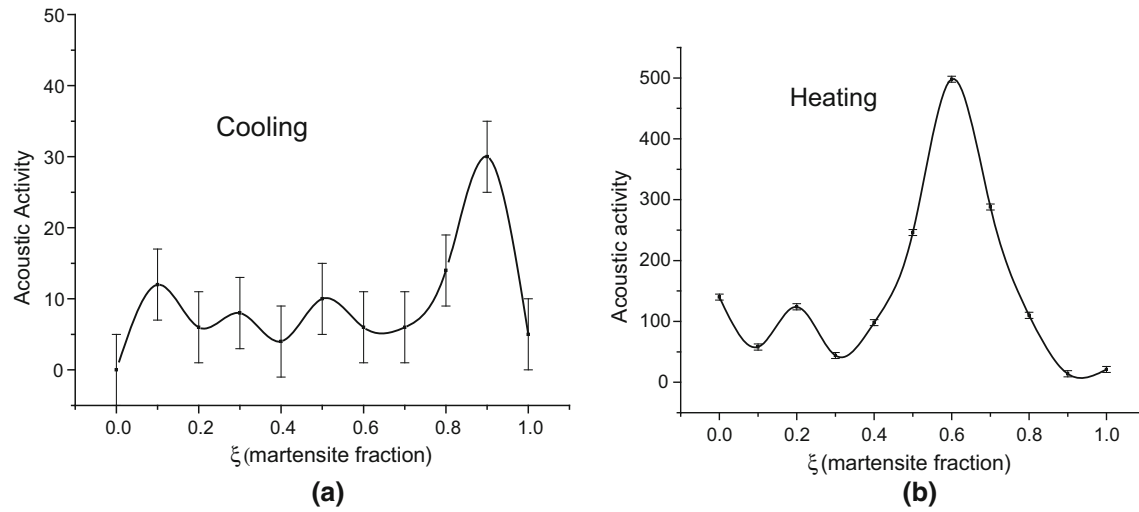 50
40
30
20
10
0
Acoustic Activity
Cooling
0.0 0.2 0.4 0.6 0.8 1.0
ξ(martensite fraction)
(a)
500
400
300
200
100
0
Acoustic activity
Heating
0.0 0.2 0.4 0.6 0.8 1.0
ξ(martensite fraction)
(b)